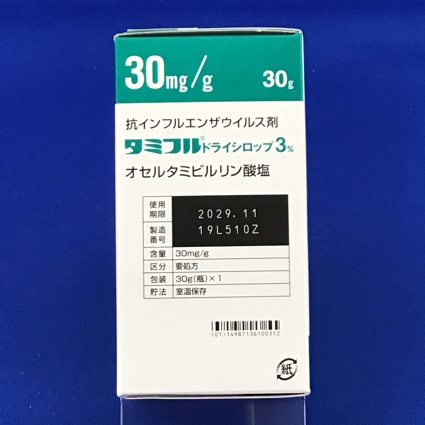 30mg/g 30g
抗インフルエンザウイルス剤
タミフル®ドライシロップ3%
オセルタミビルリン酸塩
使用期限 2029.11
製造番号 19L510Z
含量 30mg/g
区分 要処方
包装 30g(瓶)×1
貯法 室温保存
(01)14987136100312
紙